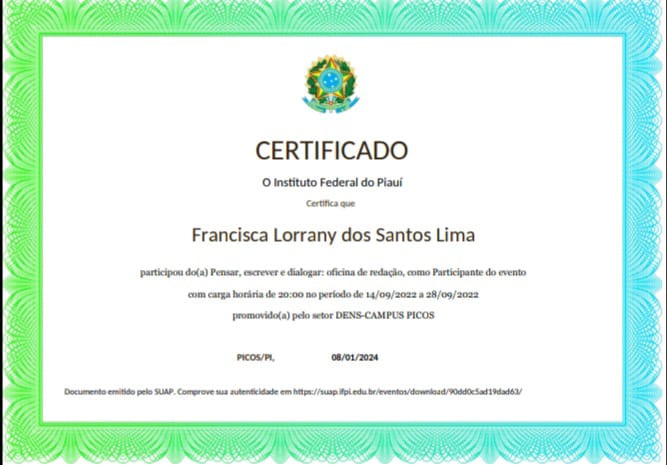 CERTIFICADO
O Instituto Federal do Piauí
Certifica que
Francisca Lorrany dos Santos Lima
participou do(a) Pensar, escrever e dialogar: oficina de redação, como Participante do evento
com carga horária de 20:00 no período de 14/09/2022 a 28/09/2022
promovido(a) pelo setor DENS-CAMPUS PICOS
PICOS/PI, 08/01/2024
Documento emitido pelo SUAP. Comprove sua autenticidade em https://suap.ifpi.edu.br/eventos/download/90dd0c5ad19dad63/